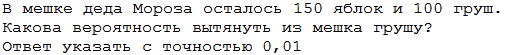 В мешке деда Мороза осталось 150 яблок и 100 груш.
Какова вероятность вытянуть из мешка грушу?
Ответ указать с точностью 0,01